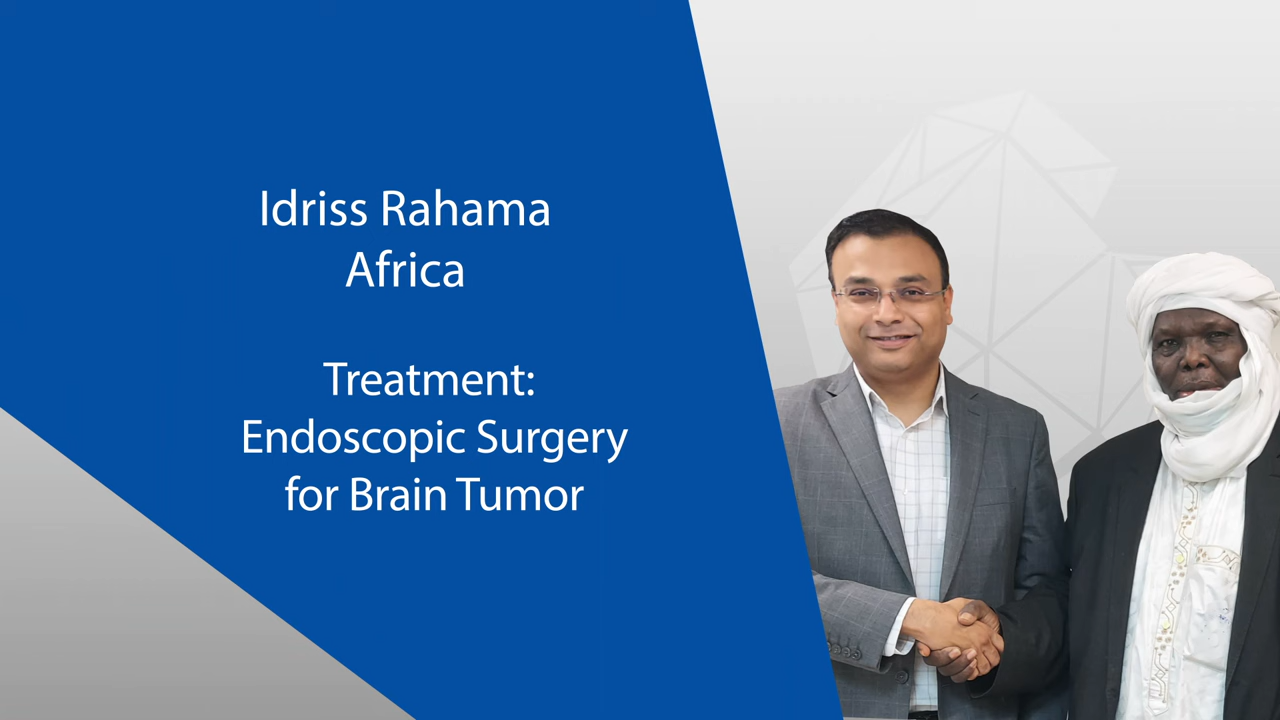 Idriss Rahama
Africa
Treatment:
Endoscopic Surgery
for Brain Tumor